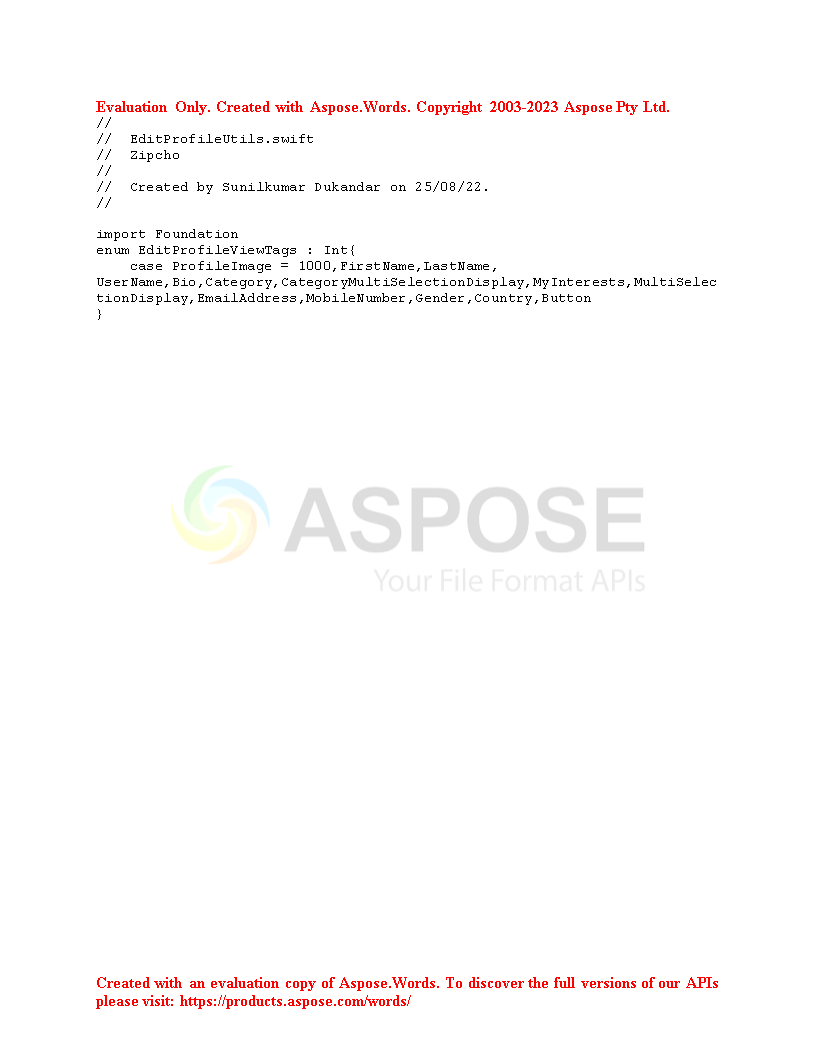 Evaluation Only. Created with Aspose.Words. Copyright 2003-2023 Aspose Pty Ltd.
//
//  EditProfileUtils.swift
//  Zipcho
//
//  Created by Sunilkumar Dukandar on 25/08/22.
//
import Foundation
enum EditProfileViewTags : Int{
    case ProfileImage = 1000,FirstName,LastName,
UserName,Bio,Category,CategoryMultiSelectionDisplay,MyInterests,MultiSelec
tionDisplay,EmailAddress,MobileNumber,Gender,Country,Button
}
ASPOSE
Your File Format APIs
Created with an evaluation copy of Aspose.Words. To discover the full versions of our APIs
please visit: https://products.aspose.com/words/